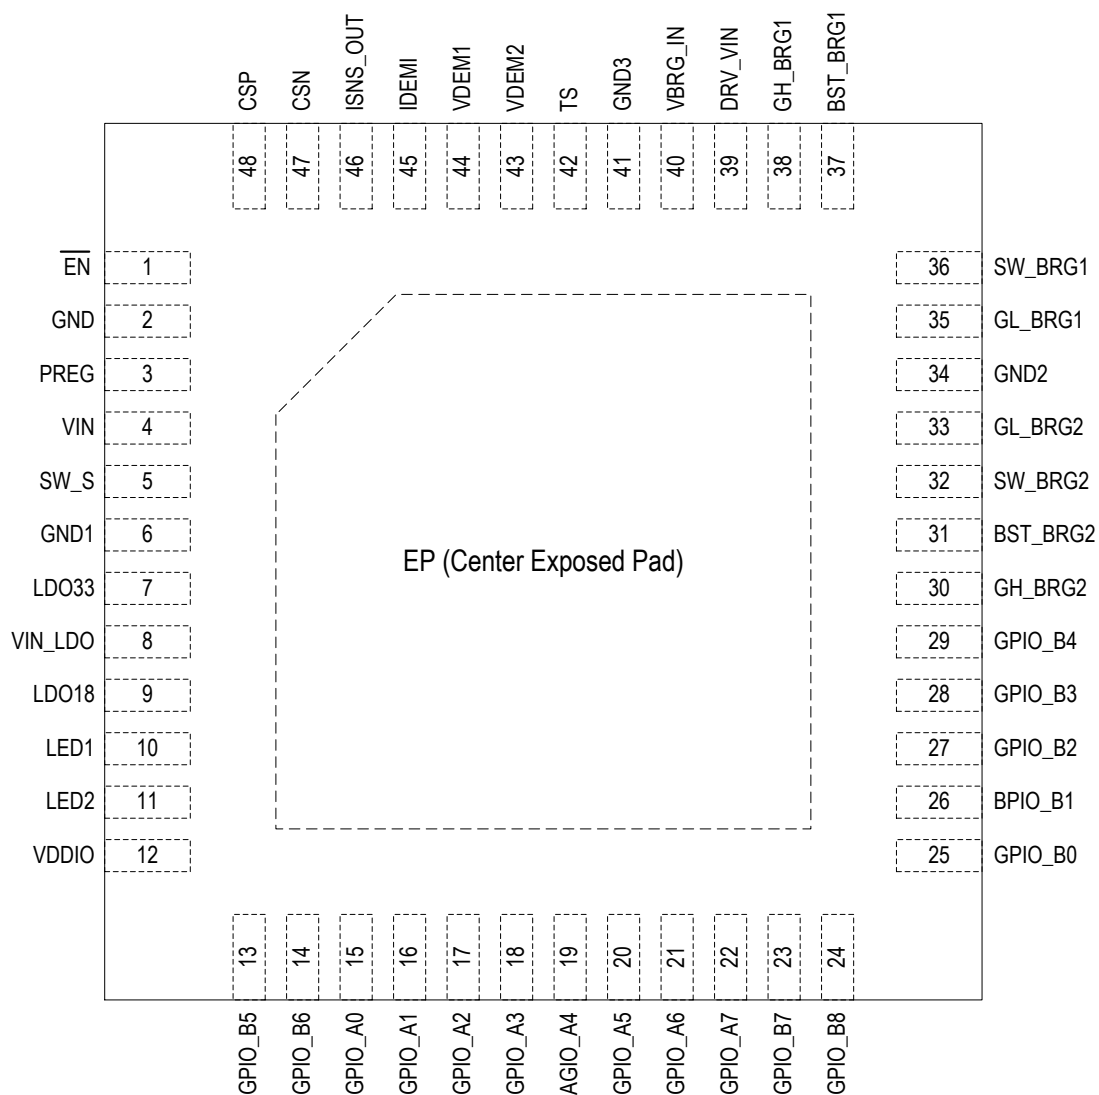 CSP
CSN
ISNS_OUT
IDEMI
VDEM1
VDEM2
TS
GND3
VBRG_IN
DRV_VIN
GH_BRG1
BST_BRG1
48
47
46
45
44
43
42
41
40
39
38
37
EN 1
GND 2
PREG 3
VIN 4
SW_S 5
GND1 6
LDO33 7
VIN_LDO 8
LDO18 9
LED1 10
LED2 11
VDDIO 12
EP (Center Exposed Pad)
36 SW_BRG1
35 GL_BRG1
34 GND2
33 GL_BRG2
32 SW_BRG2
31 BST_BRG2
30 GH_BRG2
29 GPIO_B4
28 GPIO_B3
27 GPIO_B2
26 BPIO_B1
25 GPIO_B0
13
14
15
16
17
18
19
20
21
22
23
24
GPIO_B5
GPIO_B6
GPIO_A0
GPIO_A1
GPIO_A2
GPIO_A3
AGIO_A4
GPIO_A5
GPIO_A6
GPIO_A7
GPIO_B7
GPIO_B8